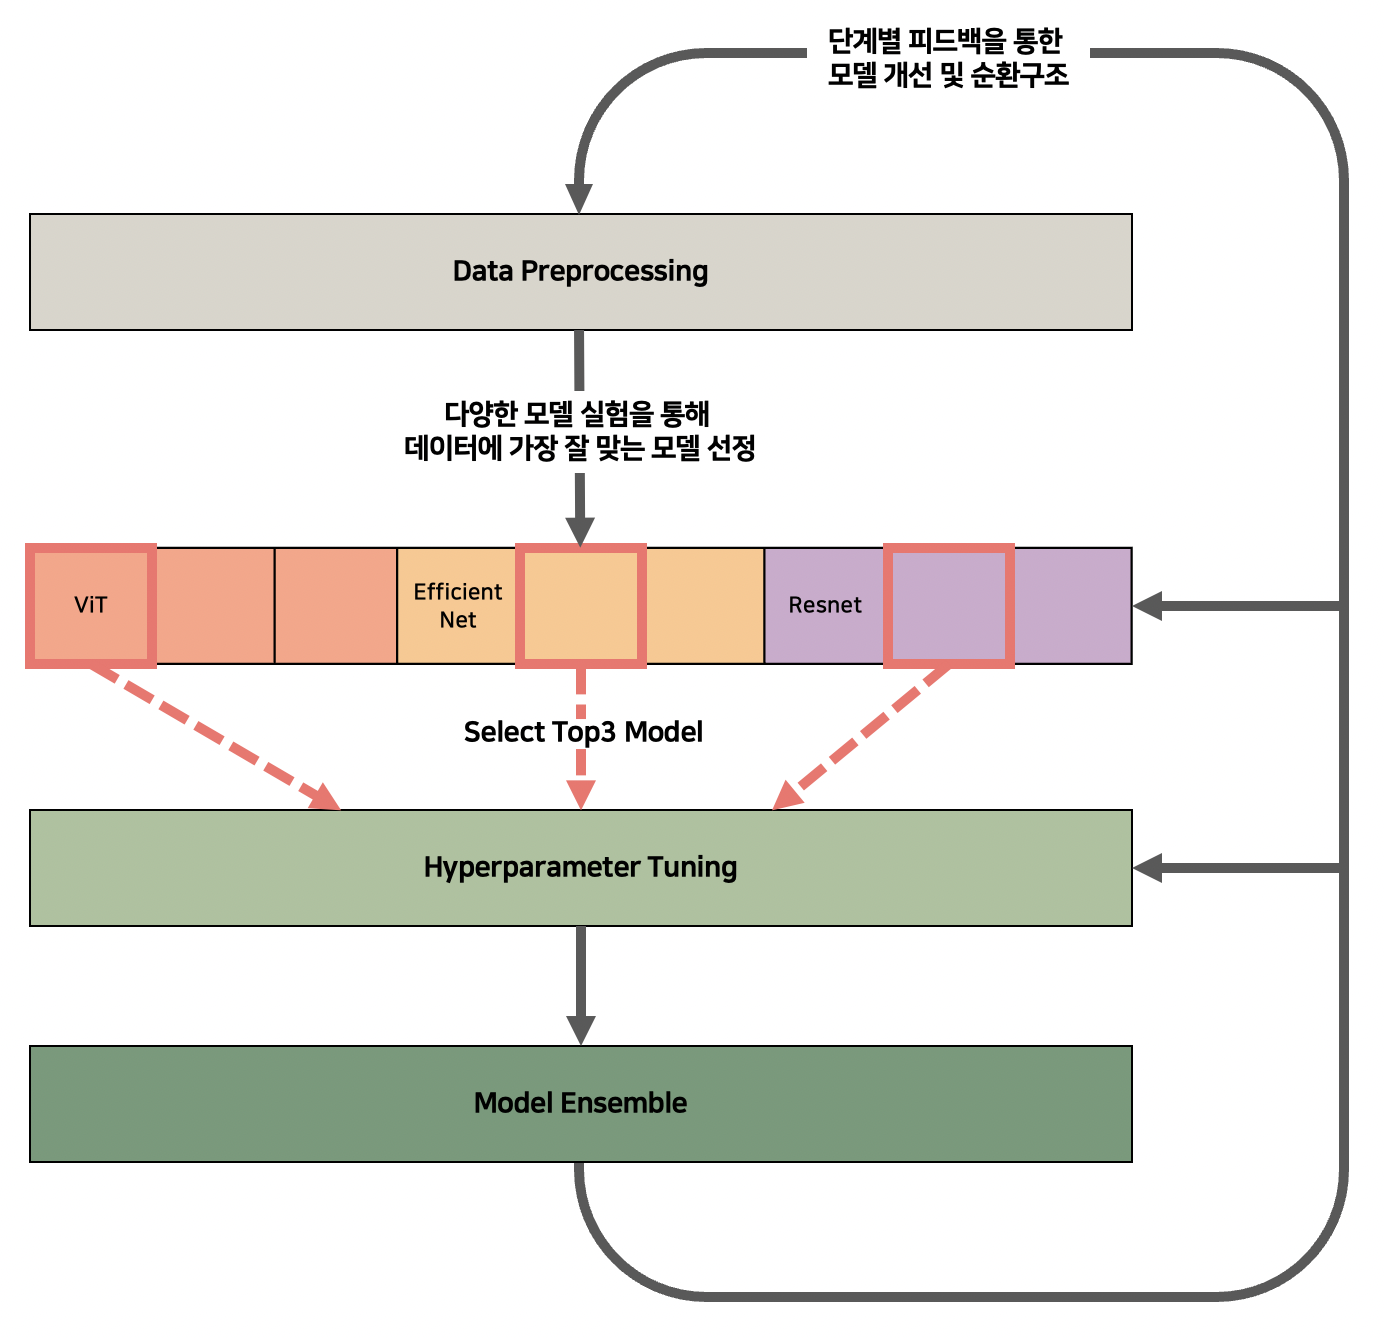 단계별 피드백을 통한
모델 개선 및 순환구조
Data Preprocessing
다양한 모델 실험을 통해
데이터에 가장 잘 맞는 모델 선정
ViT
Efficient
Net
Resnet
Select Top3 Model
Hyperparameter Tuning
Model Ensemble